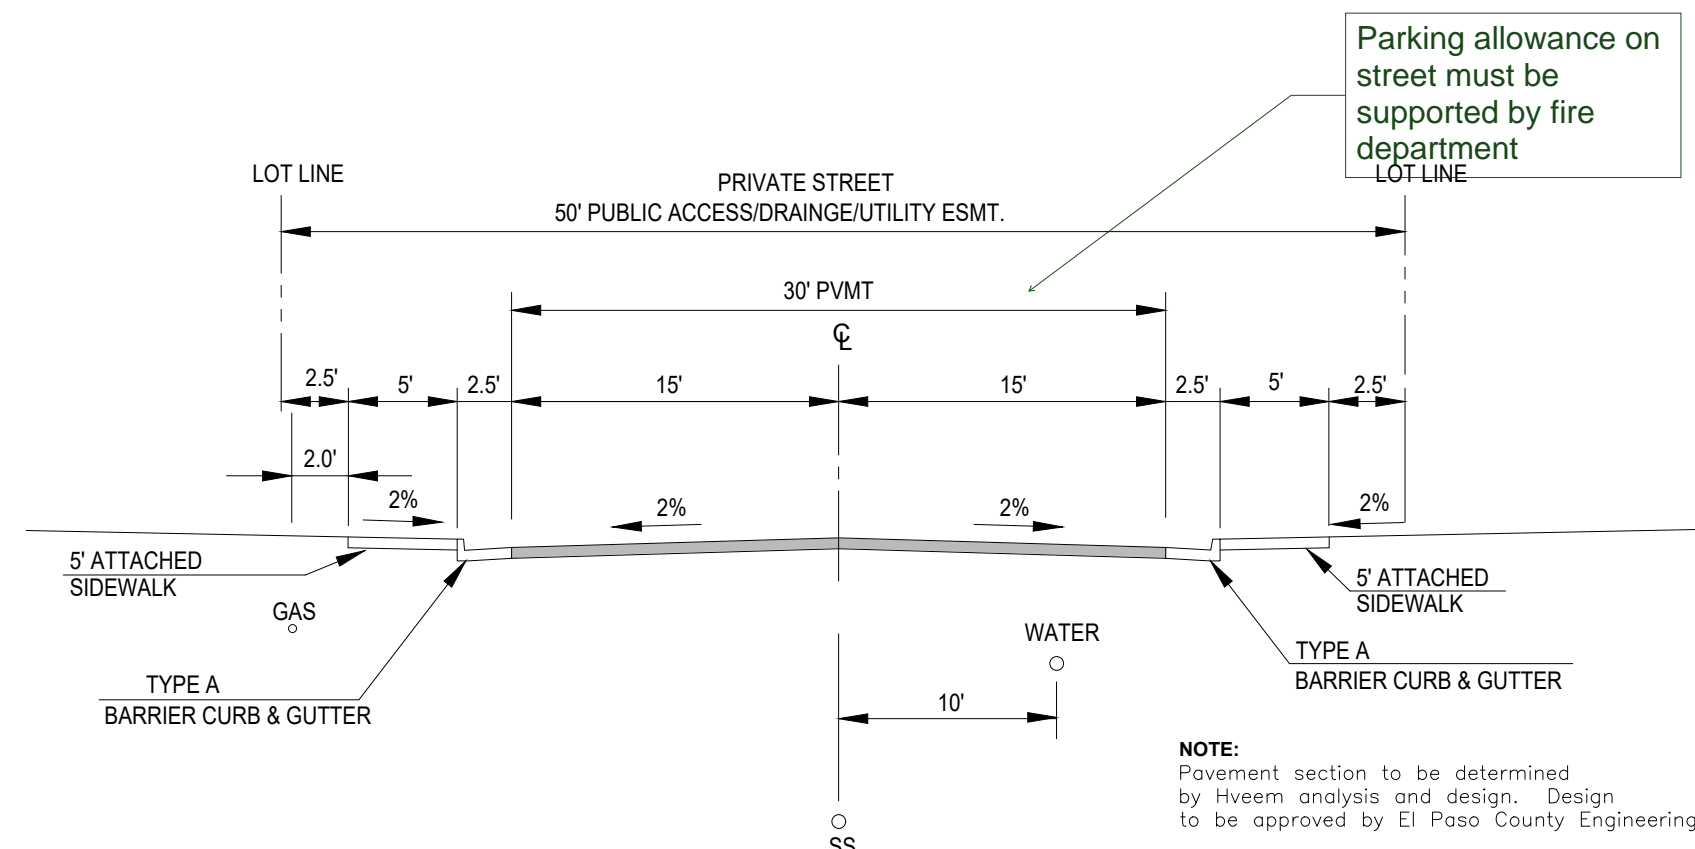 Parking allowance on
street must be
supported by fire
department
LOT LINE
PRIVATE STREET
LOT LINE
50' PUBLIC ACCESS/DRAINGE/UTILITY ESMT.
30' PVMT
℄
2.5'
5'
2.5'
15'
15'
2.5'
5'
2.5'
2.0'
2%
2%
2%
2%
5' ATTACHED
SIDEWALK
5' ATTACHED
SIDEWALK
GAS
WATER
TYPE A
BARRIER CURB & GUTTER
TYPE A
BARRIER CURB & GUTTER
10'
NOTE:
Pavement section to be determined
by Hveem analysis and design. Design
to be approved by El Paso County Engineering
SS